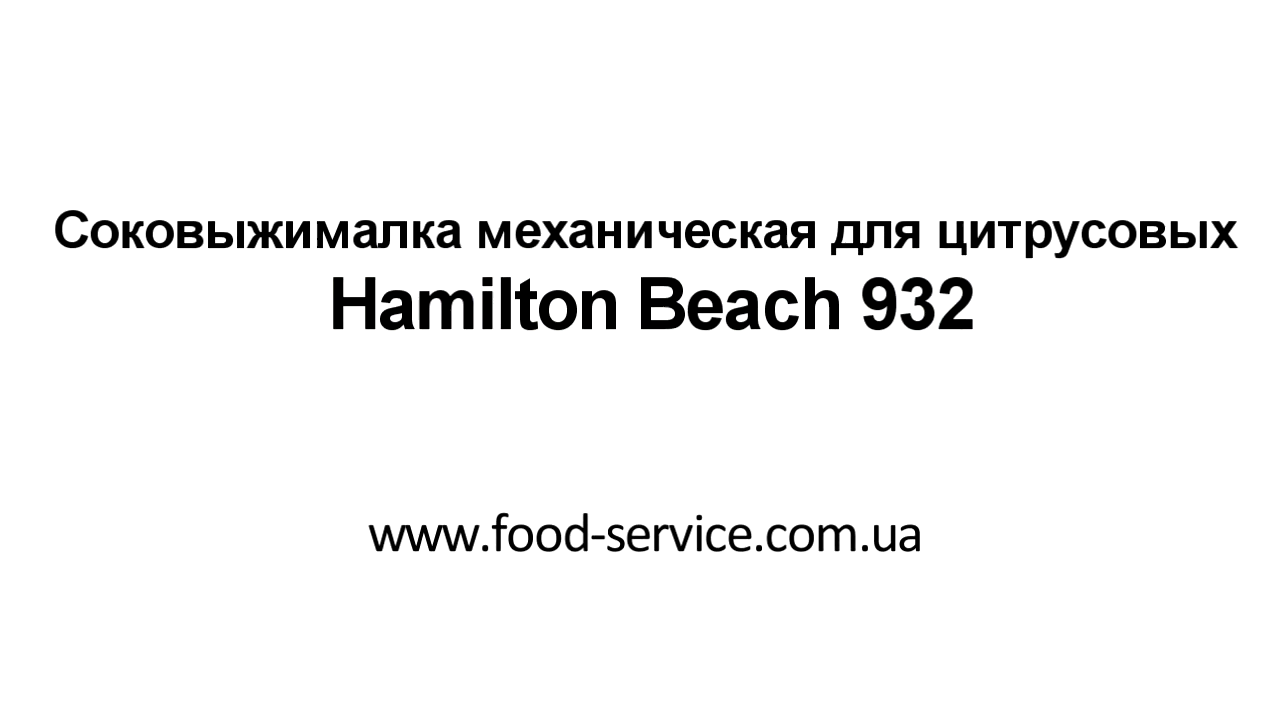 Соковыжималка механическая для цитрусовых
Hamilton Beach 932
www.food-service.com.ua